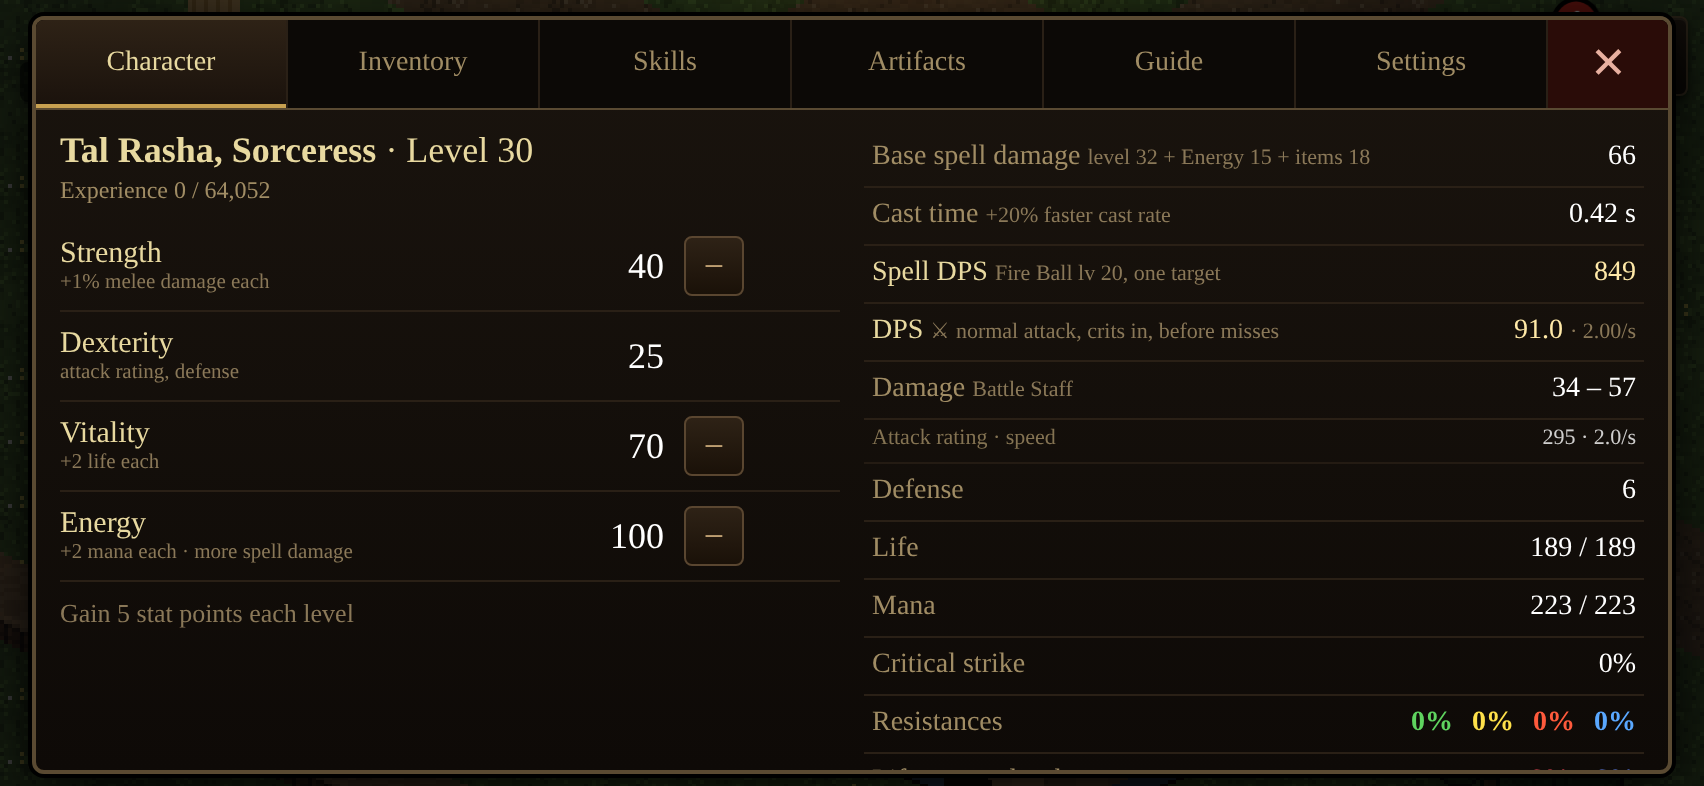 Character Inventory Skills Artifacts Guide Settings ✕
Tal Rasha, Sorceress · Level 30
Experience 0 / 64,052
Strength
+1% melee damage each
40 −
Dexterity
attack rating, defense
25
Vitality
+2 life each
70 −
Energy
+2 mana each · more spell damage
100 −
Gain 5 stat points each level
Base spell damage level 32 + Energy 15 + items 18 66
Cast time +20% faster cast rate 0.42 s
Spell DPS Fire Ball lv 20, one target 849
DPS ⚔ normal attack, crits in, before misses 91.0 · 2.00/s
Damage Battle Staff 34 – 57
Attack rating · speed 295 · 2.0/s
Defense 6
Life 189 / 189
Mana 223 / 223
Critical strike 0%
Resistances 0% 0% 0% 0%